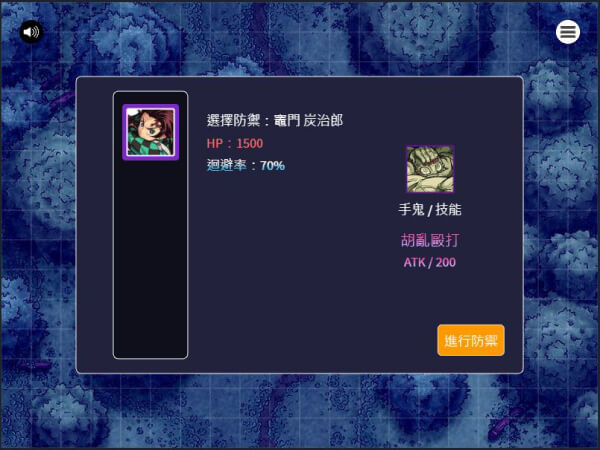 選擇防禦：竈門 炭治郎
HP：1500
迴避率：70%
手鬼 / 技能
胡亂毆打
ATK / 200
進行防禦